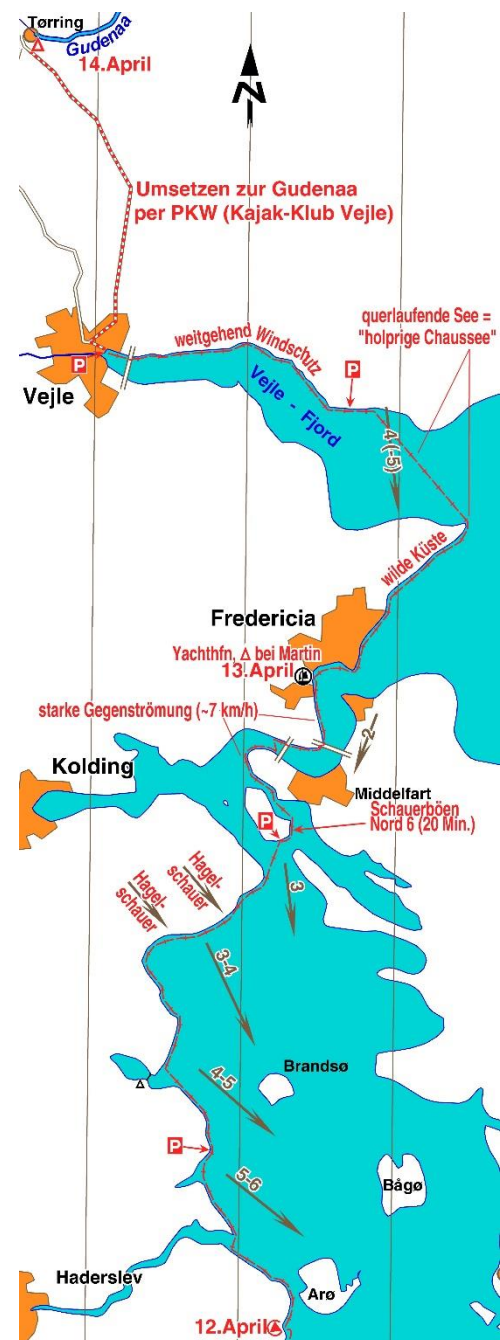 Tørring
Gudenaa
14.April
N
Umsetzen zur Gudenaa
per PKW (Kajak-Klub Vejle)
querlaufende See =
"holprige Chaussee"
weitgehend Windschutz
P
P
Vejle
Vejle - Fjord
4 (-5)
wilde Küste
Fredericia
Yachthfn, Δ bei Martin
13.April
starke Gegenströmung (~7 km/h)
2
Kolding
Middelfart
Schauerböen
Nord 6 (20 Min.)
P
Hagel-
schauer
Hagel-
schauer
3
3-4
Brandsø
4-5
P
Bågø
5-6
Haderslev
Arø
12.April